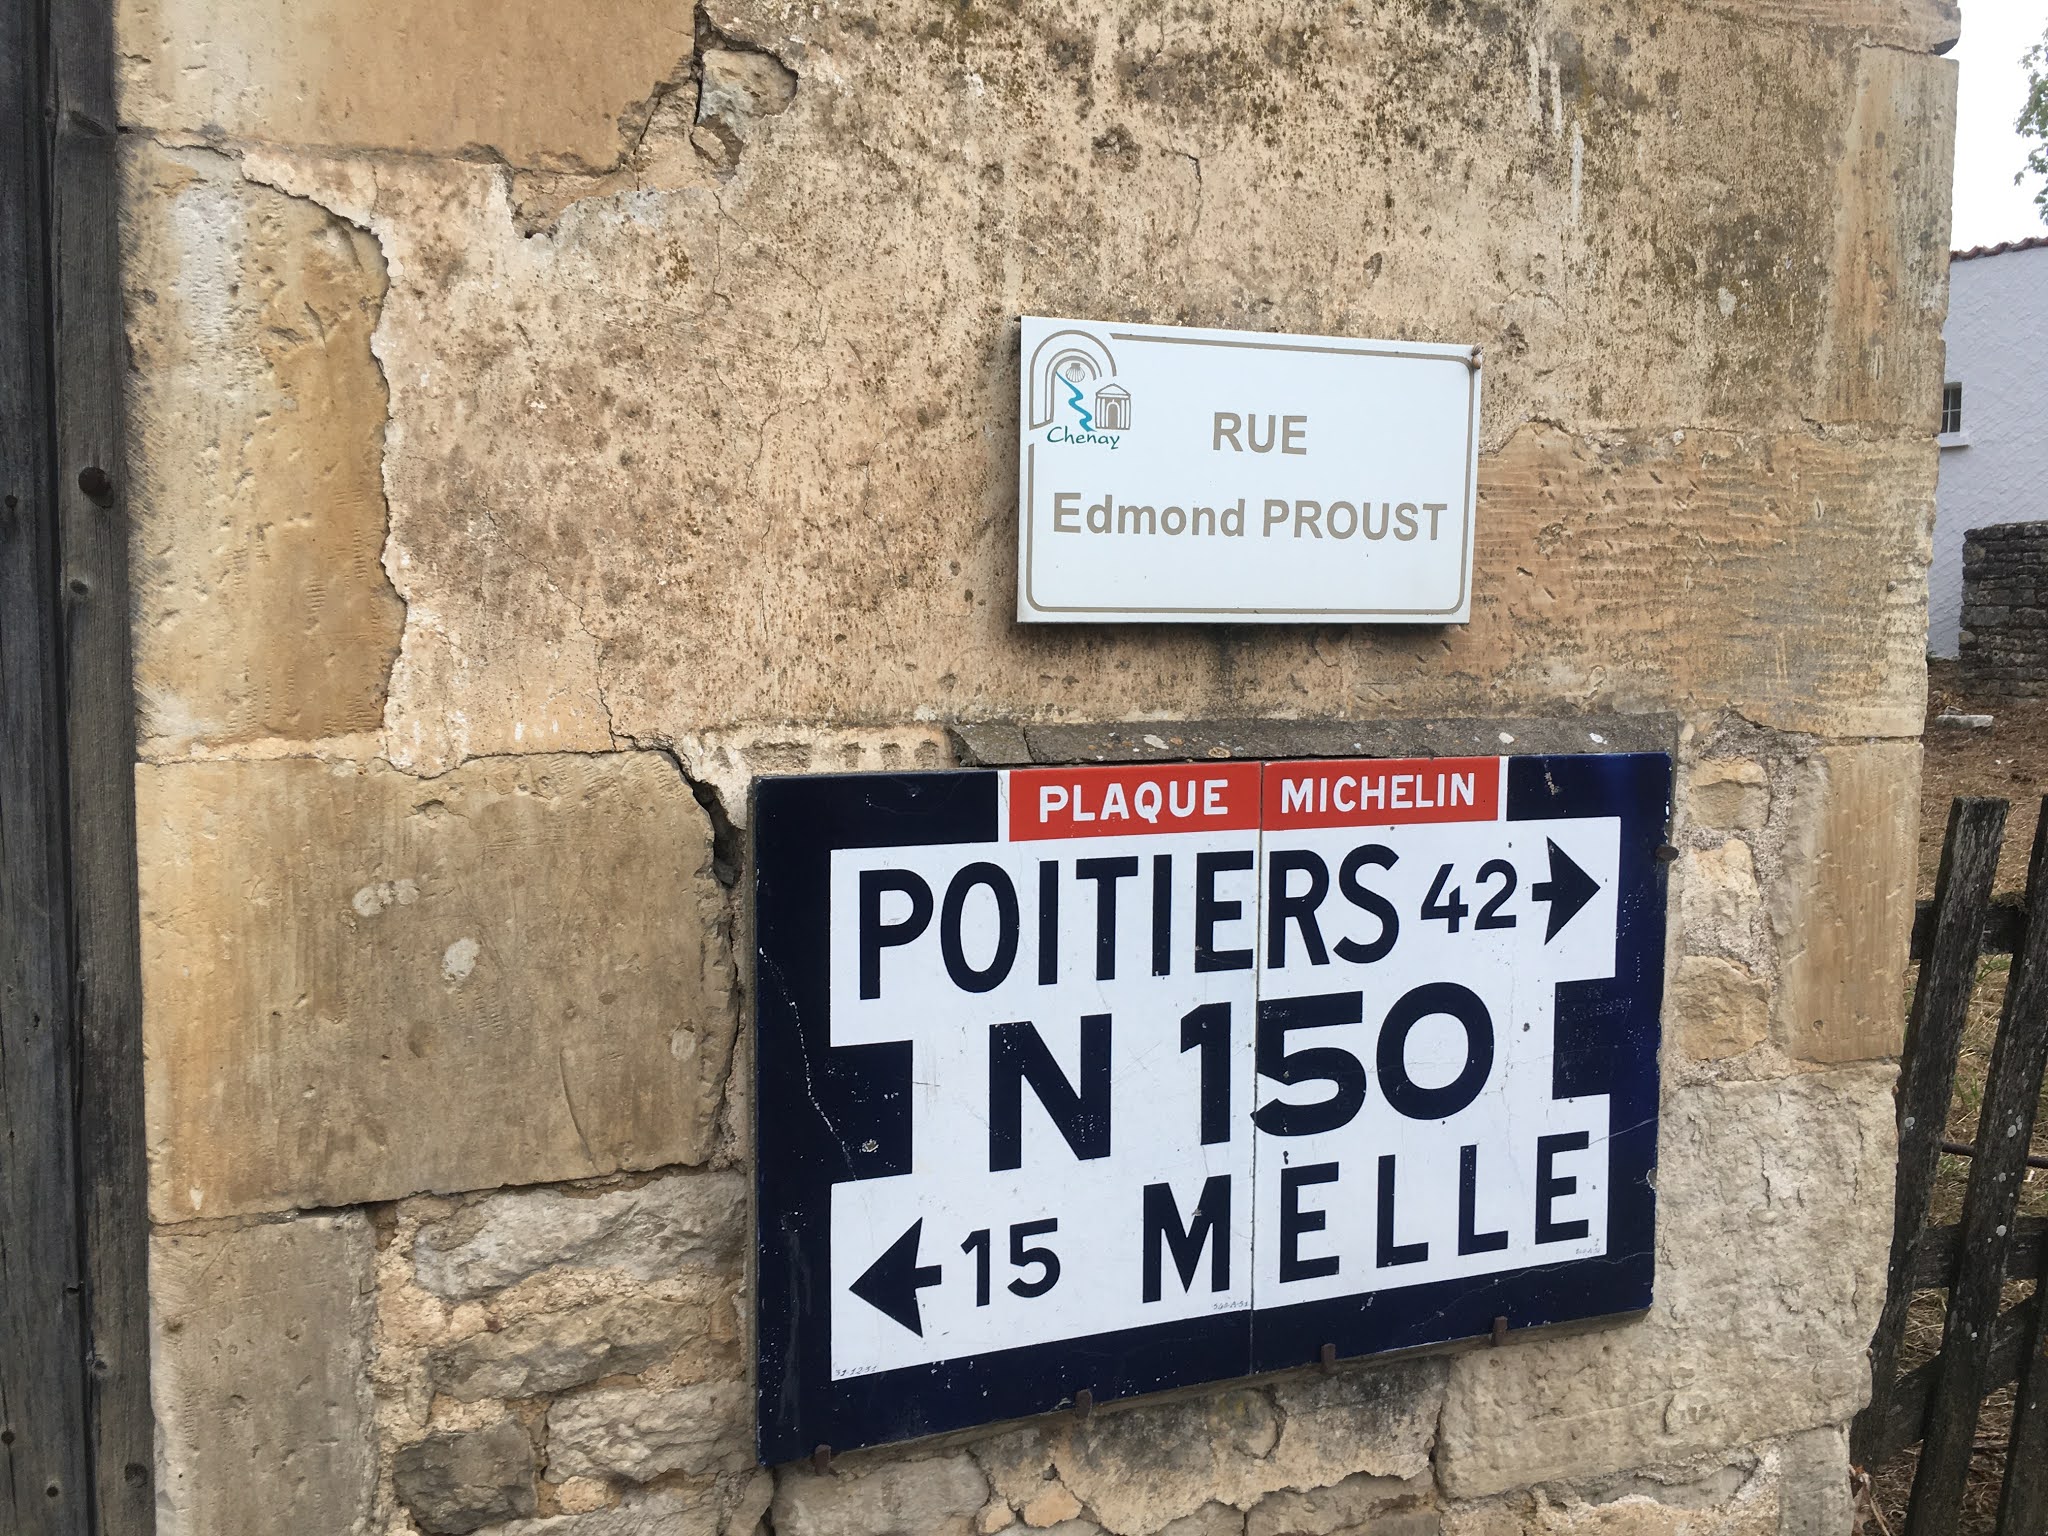 Chenay
RUE
Edmond PROUST
PLAQUE MICHELIN
POITIERS 42
N 150
15 MELLE